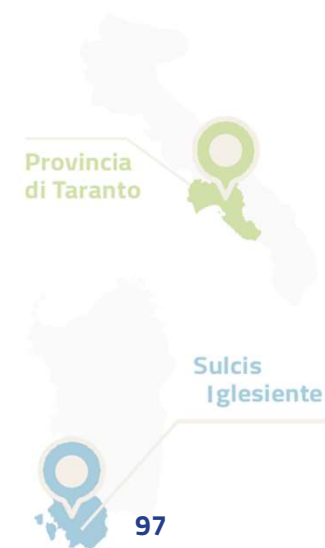 Provincia
di Taranto
Sulcis
Iglesiente
97